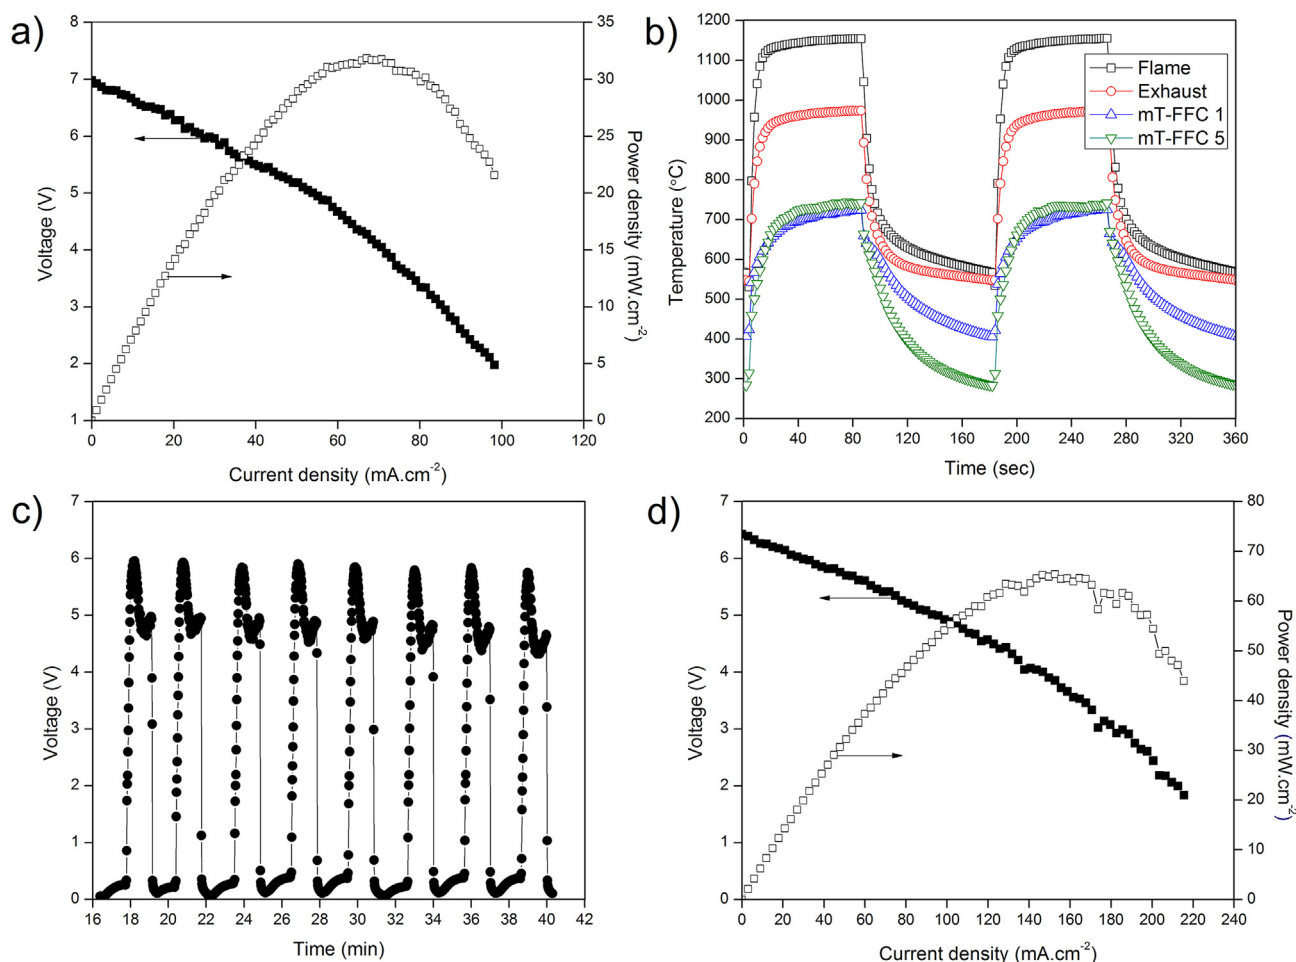 a)
8
7
6
5
4
3
2
1
Voltage (V)
35
30
25
20
15
10
5
0
Power density (mW.cm-2)
0 20 40 60 80 100 120
Current density (mA.cm-2)
b)
1200
1100
1000
900
800
700
600
500
400
300
200
Temperature (°C)
Flame
Exhaust
mT-FFC 1
mT-FFC 5
0 40 80 120 160 200 240 280 320 360
Time (sec)
c)
7
6
5
4
3
2
1
0
Voltage (V)
16 18 20 22 24 26 28 30 32 34 36 38 40 42
Time (min)
d)
7
6
5
4
3
2
1
0
Voltage (V)
80
70
60
50
40
30
20
10
0
Power density (mW.cm-2)
0 20 40 60 80 100 120 140 160 180 200 220 240
Current density (mA.cm-2)